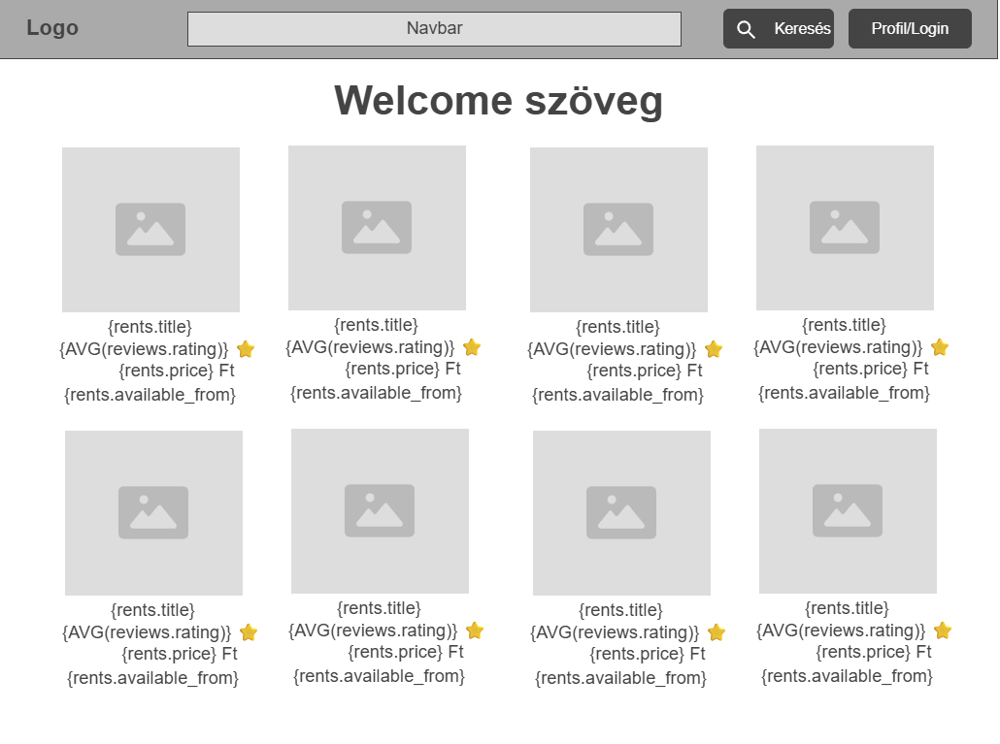 Logo
Navbar
Keresés
Profil/Login
Welcome szöveg
{rents.title}
{AVG(reviews.rating)}
{rents.price} Ft
{rents.available_from}
{rents.title}
{AVG(reviews.rating)}
{rents.price} Ft
{rents.available_from}
{rents.title}
{AVG(reviews.rating)}
{rents.price} Ft
{rents.available_from}
{rents.title}
{AVG(reviews.rating)}
{rents.price} Ft
{rents.available_from}
{rents.title}
{AVG(reviews.rating)}
{rents.price} Ft
{rents.available_from}
{rents.title}
{AVG(reviews.rating)}
{rents.price} Ft
{rents.available_from}
{rents.title}
{AVG(reviews.rating)}
{rents.price} Ft
{rents.available_from}
{rents.title}
{AVG(reviews.rating)}
{rents.price} Ft
{rents.available_from}